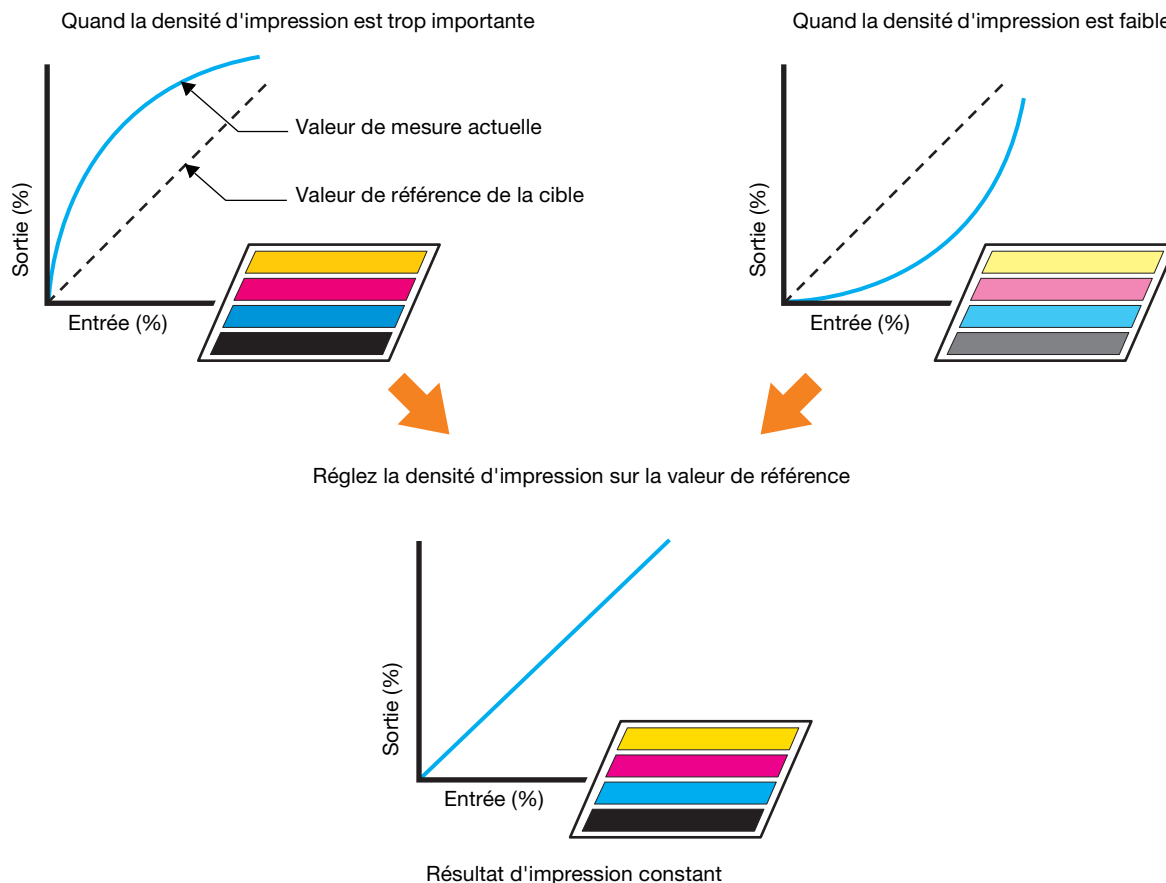 Quand la densité d'impression est trop importante
Quand la densité d'impression est faible
Valeur de mesure actuelle
Valeur de référence de la cible
Sortie (%)
Entrée (%)
Sortie (%)
Entrée (%)
Réglez la densité d'impression sur la valeur de référence
Sortie (%)
Entrée (%)
Résultat d'impression constant